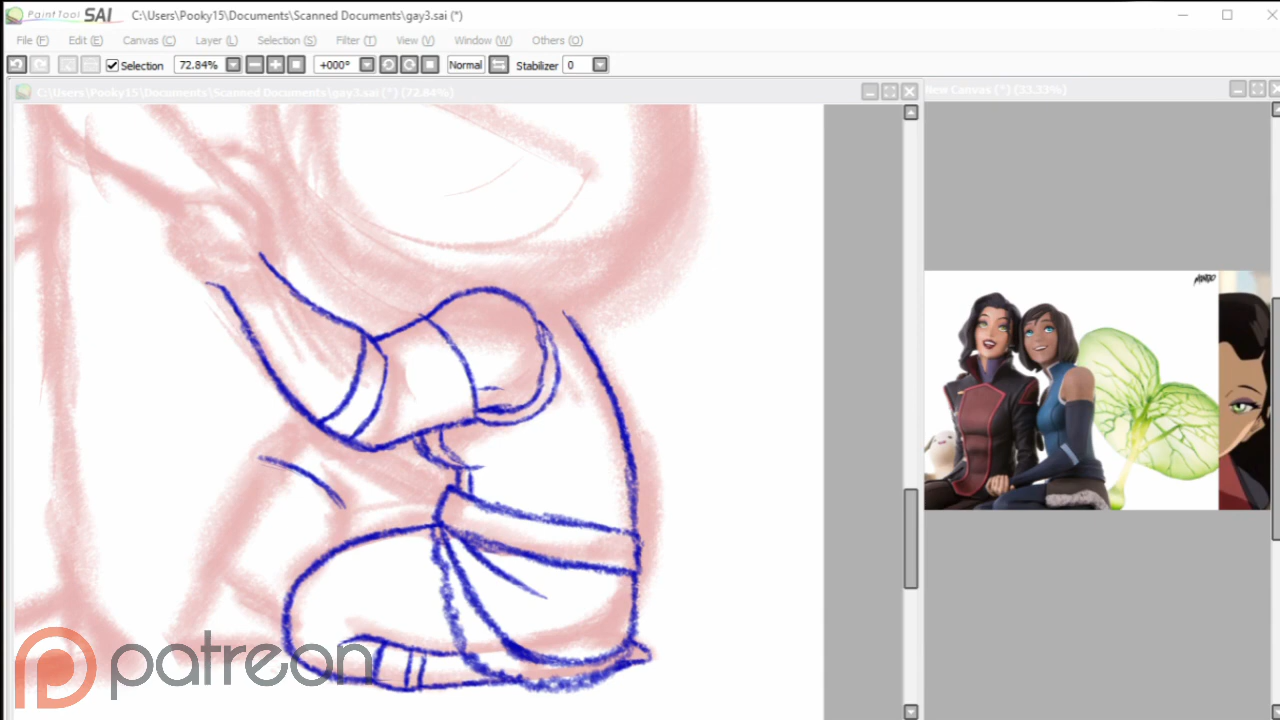 PaintTool SAI C:\Users\Pooky15\Documents\Scanned Documents\gay3.sai (*)
File (F) Edit (E) Canvas (C) Layer (L) Selection (S) Filter (T) View (V) Window (W) Others (O)
Selection 72.84% +000° Normal Stabilizer 0
C:\Users\Pooky15\Documents\Scanned Documents\gay3.sai (*) (72.84%)
New Canvas (*) (33.33%)
patreon